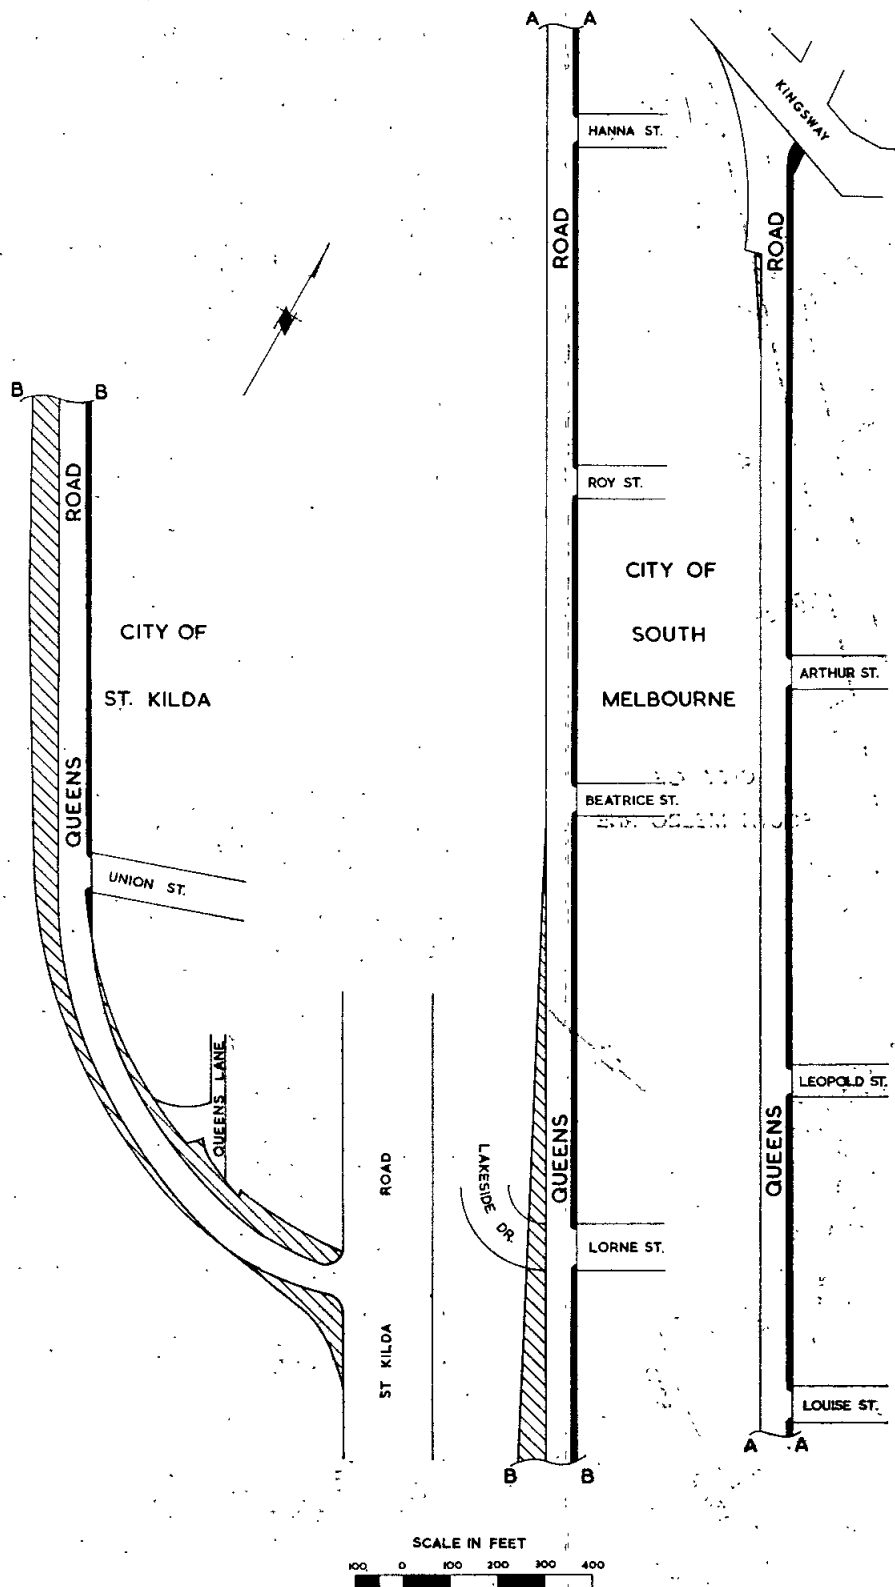 A A
HANNA ST.
KINGSWAY
ROAD
ROAD
B B
ROAD
ROY ST.
CITY OF
SOUTH
MELBOURNE
CITY OF
ST. KILDA
ARTHUR ST.
QUEENS
BEATRICE ST.
UNION ST.
QUEENS LANE
ROAD
ST KILDA
LAKESIDE DR.
QUEENS
LORNE ST.
QUEENS
LEOPOLD ST.
LOUISE ST.
A A
B B
SCALE IN FEET
100 0 100 200 300 400